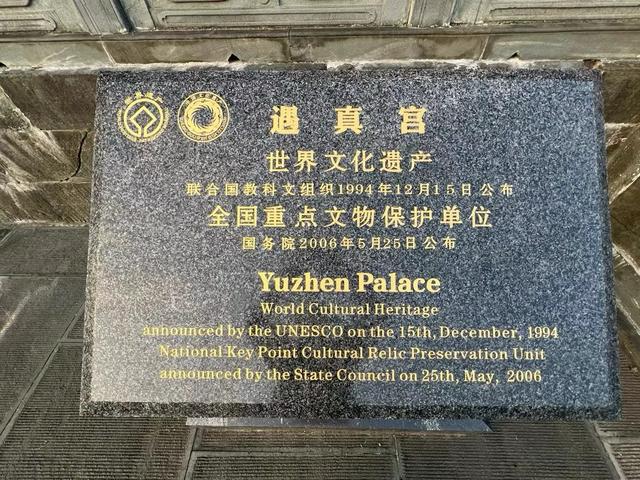 遇真宫
世界文化遗产
联合国教科文组织1994年12月15日公布
全国重点文物保护单位
国务院2006年5月25日公布
Yuzhen Palace
World Cultural Heritage
announced by the UNESCO on the 15th, December, 1994
National Key Point Cultural Relic Preservation Unit
announced by the State Council on 25th, May, 2006